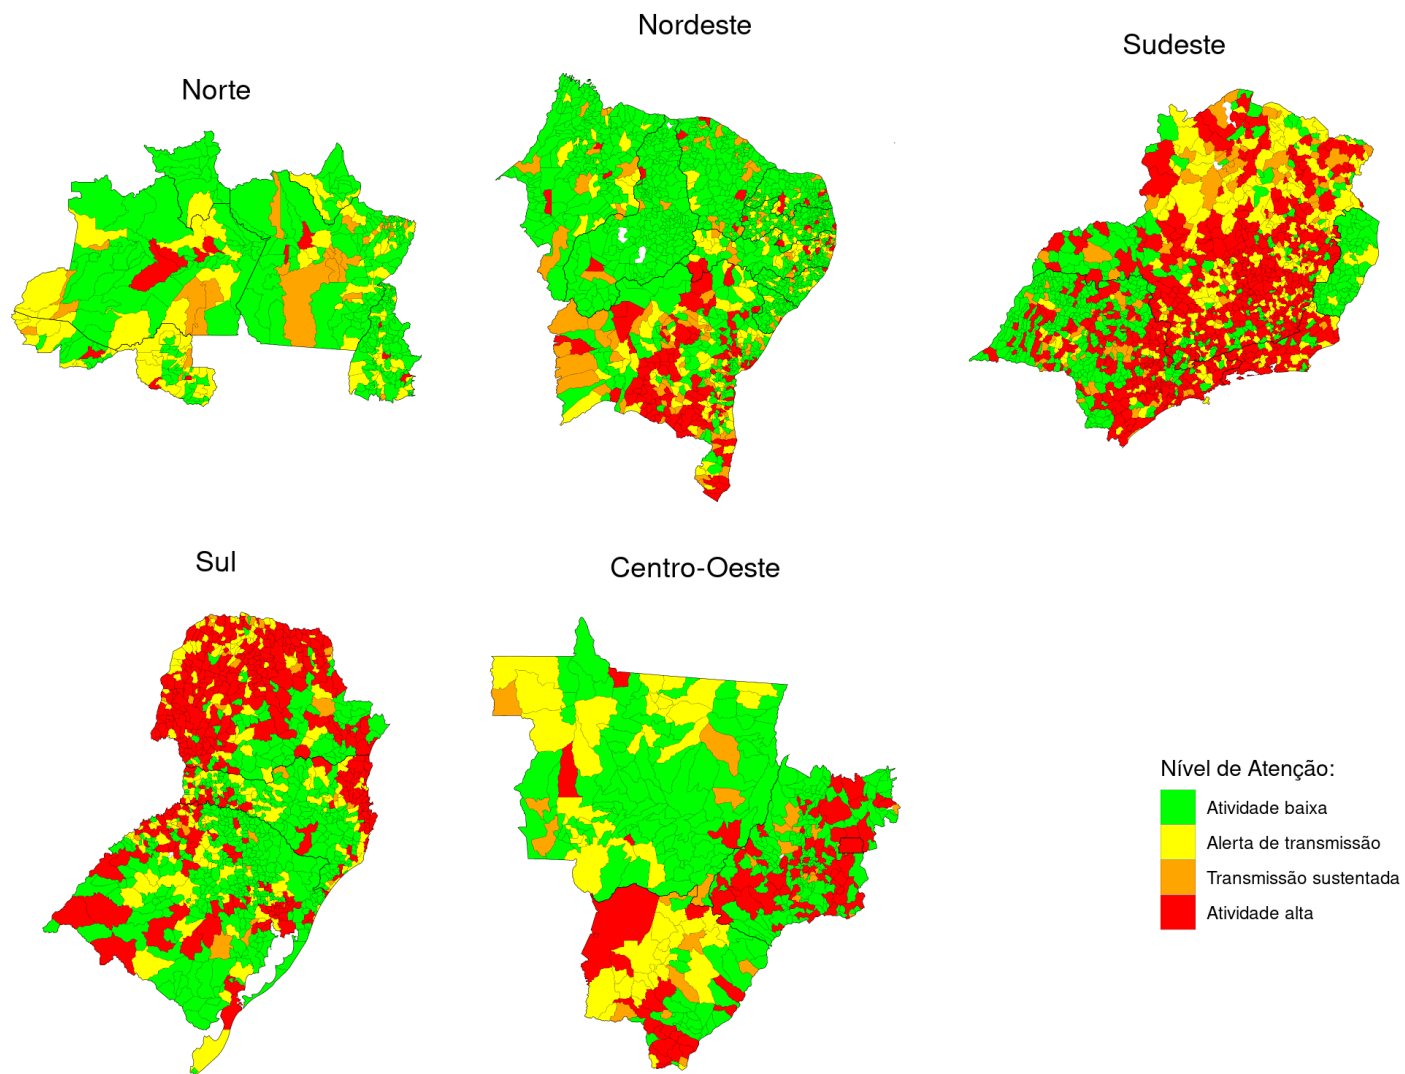 Norte
Nordeste
Sudeste
Sul
Centro-Oeste
Nível de Atenção:
Atividade baixa
Alerta de transmissão
Transmissão sustentada
Atividade alta